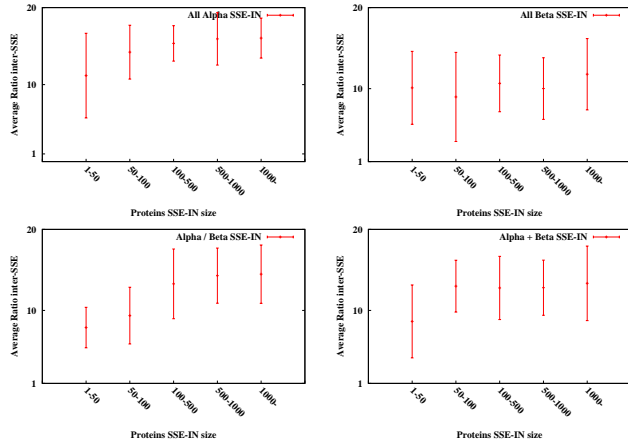 All Alpha SSE-IN
20
10
1
Average Ratio inter-SSE
1-50
50-100
100-500
500-1000
1000-
Proteins SSE-IN size
All Beta SSE-IN
20
10
1
Average Ratio inter-SSE
1-50
50-100
100-500
500-1000
1000-
Proteins SSE-IN size
Alpha / Beta SSE-IN
20
10
1
Average Ratio inter-SSE
1-50
50-100
100-500
500-1000
1000-
Proteins SSE-IN size
Alpha + Beta SSE-IN
20
10
1
Average Ratio inter-SSE
1-50
50-100
100-500
500-1000
1000-
Proteins SSE-IN size